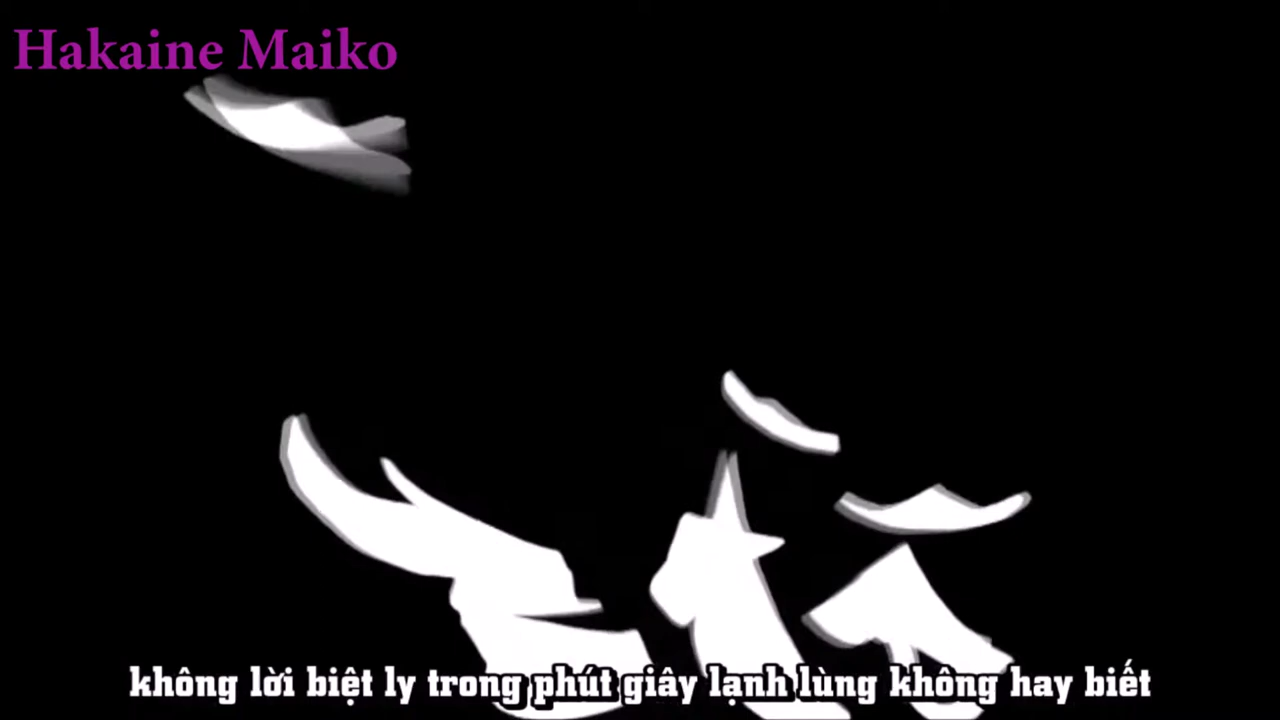 Hakaine Maiko
không lời biệt ly trong phút giây lạnh lùng không hay biết